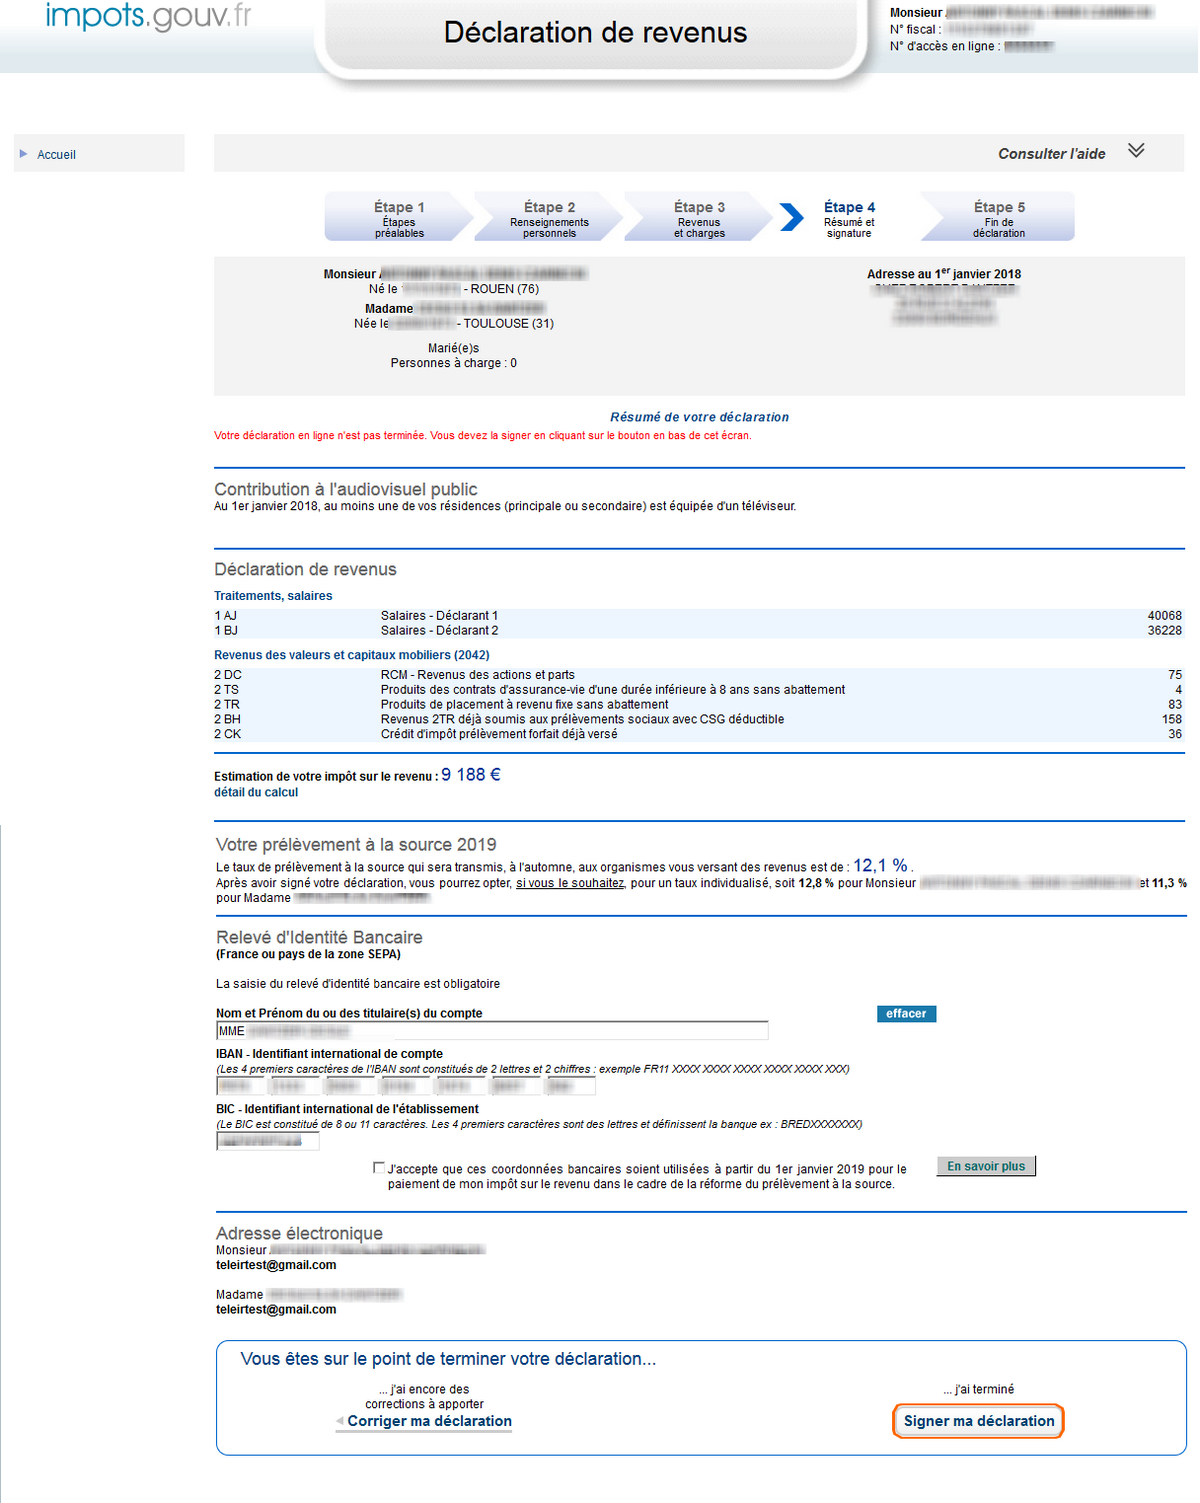 impots.gouv.fr
Déclaration de revenus
Monsieur
N° fiscal :
N° d'accès en ligne :
Accueil
Consulter l'aide
Étape 1
Étapes
préalables
Étape 2
Renseignements
personnels
Étape 3
Revenus
et charges
Étape 4
Résumé et
signature
Étape 5
Fin de
déclaration
Monsieur
Né le - ROUEN (76)
Madame
Née le - TOULOUSE (31)
Marié(e)s
Personnes à charge : 0
Adresse au 1er janvier 2018
Résumé de votre déclaration
Votre déclaration en ligne n'est pas terminée. Vous devez la signer en cliquant sur le bouton en bas de cet écran.
Contribution à l'audiovisuel public
Au 1er janvier 2018, au moins une de vos résidences (principale ou secondaire) est équipée d'un téléviseur.
Déclaration de revenus
Traitements, salaires
1 AJ Salaires - Déclarant 1 40068
1 BJ Salaires - Déclarant 2 36228
Revenus des valeurs et capitaux mobiliers (2042)
2 DC RCM - Revenus des actions et parts 75
2 TS Produits des contrats d'assurance-vie d'une durée inférieure à 8 ans sans abattement 4
2 TR Produits de placement à revenu fixe sans abattement 83
2 BH Revenus 2TR déjà soumis aux prélèvements sociaux avec CSG déductible 158
2 CK Crédit d'impôt prélèvement forfait déjà versé 36
Estimation de votre impôt sur le revenu : 9 188 €
détail du calcul
Votre prélèvement à la source 2019
Le taux de prélèvement à la source qui sera transmis, à l'automne, aux organismes vous versant des revenus est de : 12,1 % .
Après avoir signé votre déclaration, vous pourrez opter, si vous le souhaitez, pour un taux individualisé, soit 12,8 % pour Monsieur et 11,3 %
pour Madame
Relevé d'Identité Bancaire
(France ou pays de la zone SEPA)
La saisie du relevé d'identité bancaire est obligatoire
Nom et Prénom du ou des titulaire(s) du compte
effacer
MME
IBAN - Identifiant international de compte
(Les 4 premiers caractères de l'IBAN sont constitués de 2 lettres et 2 chiffres : exemple FR11 XXXX XXXX XXXX XXXX XXXX XXX)
BIC - Identifiant international de l'établissement
(Le BIC est constitué de 8 ou 11 caractères. Les 4 premiers caractères sont des lettres et définissent la banque ex : BREDXXXXXXX)
J'accepte que ces coordonnées bancaires soient utilisées à partir du 1er janvier 2019 pour le
paiement de mon impôt sur le revenu dans le cadre de la réforme du prélèvement à la source.
En savoir plus
Adresse électronique
Monsieur
teleirtest@gmail.com
Madame
teleirtest@gmail.com
Vous êtes sur le point de terminer votre déclaration...
... j'ai encore des
corrections à apporter
Corriger ma déclaration
... j'ai terminé
Signer ma déclaration